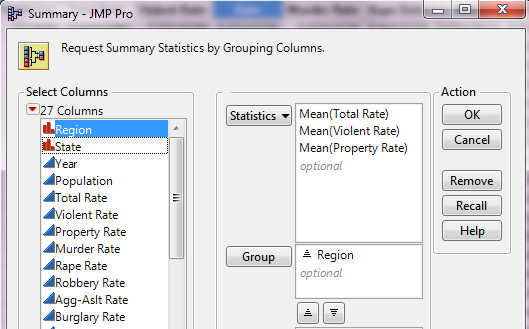 Summary - JMP Pro
Request Summary Statistics by Grouping Columns.
Select Columns
27 Columns
Region
State
Year
Population
Total Rate
Violent Rate
Property Rate
Murder Rate
Rape Rate
Robbery Rate
Agg-Aslt Rate
Burglary Rate
Statistics
Mean(Total Rate)
Mean(Violent Rate)
Mean(Property Rate)
optional
Group
Region
optional
Action
OK
Cancel
Remove
Recall
Help